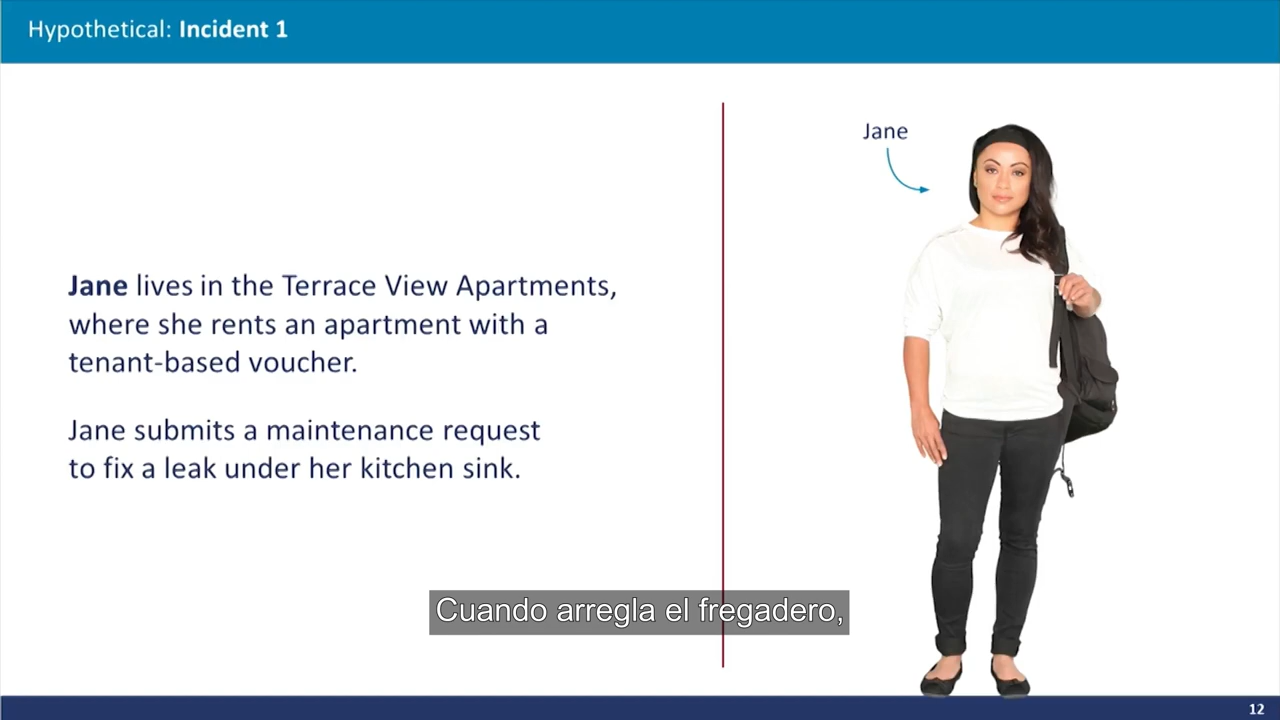 Hypothetical: Incident 1
Jane
Jane lives in the Terrace View Apartments,
where she rents an apartment with a
tenant-based voucher.
Jane submits a maintenance request
to fix a leak under her kitchen sink.
Cuando arregla el fregadero,
12